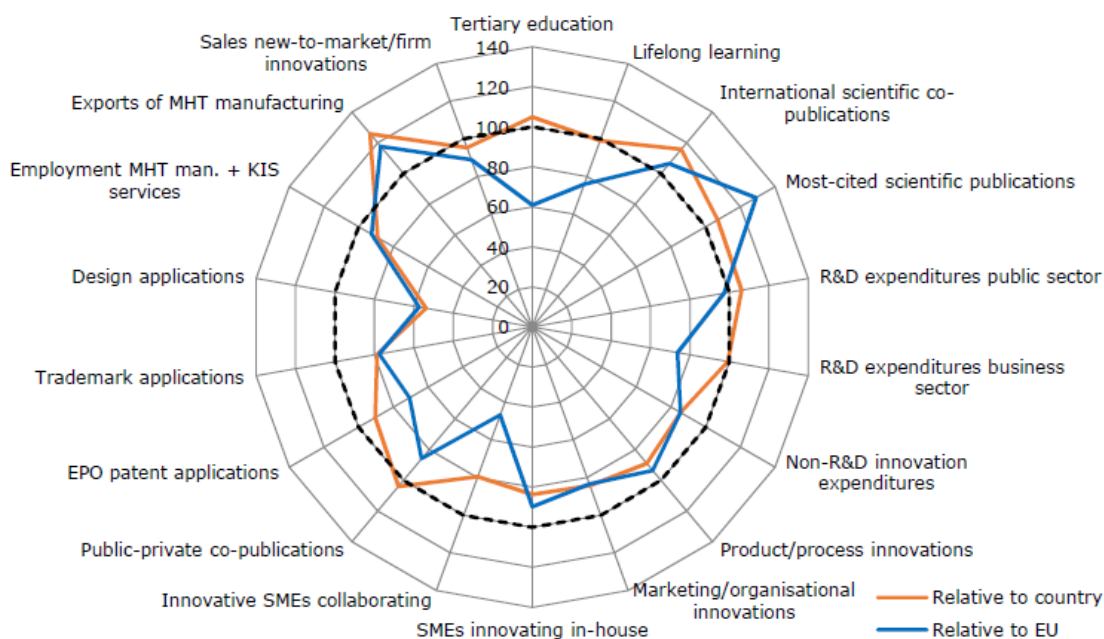 Tertiary education
140
120
100
80
60
40
20
0
Lifelong learning
International scientific co-
publications
Most-cited scientific publications
R&D expenditures public sector
R&D expenditures business
sector
Non-R&D innovation
expenditures
Product/process innovations
Marketing/organisational
innovations
SMEs innovating in-house
Innovative SMEs collaborating
Public-private co-publications
EPO patent applications
Trademark applications
Design applications
Employment MHT man. + KIS
services
Exports of MHT manufacturing
Sales new-to-market/firm
innovations
Relative to country
Relative to EU